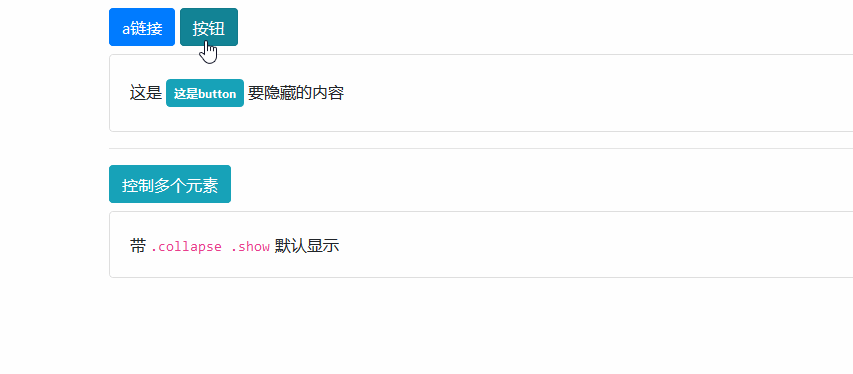 a链接 按钮
这是 这是button 要隐藏的内容
控制多个元素
带 .collapse .show 默认显示